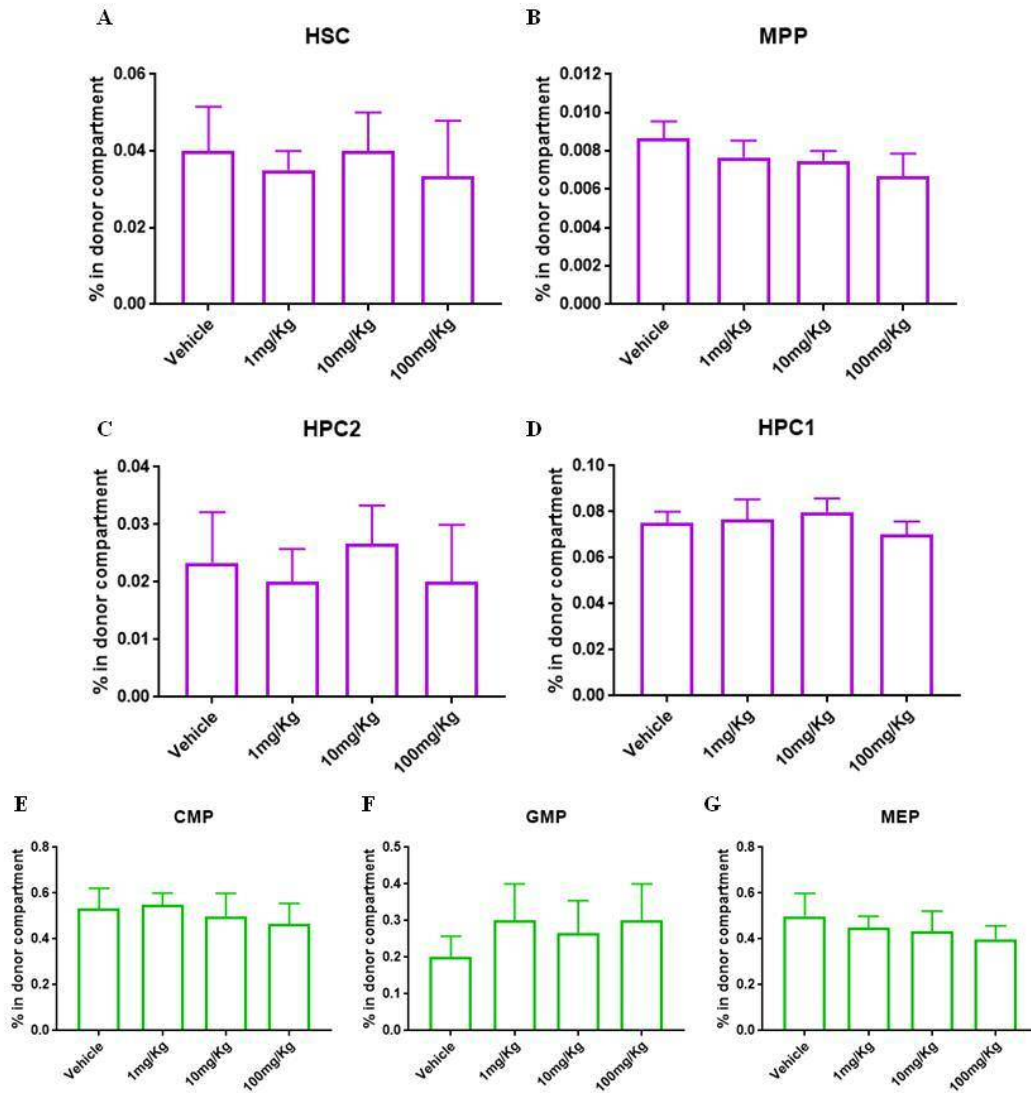 A
HSC
% in donor compartment
0.06
0.04
0.02
0.00
Vehicle
1mg/Kg
10mg/Kg
100mg/Kg
B
MPP
% in donor compartment
0.012
0.010
0.008
0.006
0.004
0.002
0.000
Vehicle
1mg/Kg
10mg/Kg
100mg/Kg
C
HPC2
% in donor compartment
0.04
0.03
0.02
0.01
0.00
Vehicle
1mg/Kg
10mg/Kg
100mg/Kg
D
HPC1
% in donor compartment
0.10
0.08
0.06
0.04
0.02
0.00
Vehicle
1mg/Kg
10mg/Kg
100mg/Kg
E
CMP
% in donor compartment
0.8
0.6
0.4
0.2
0.0
Vehicle
1mg/Kg
10mg/Kg
100mg/Kg
F
GMP
% in donor compartment
0.5
0.4
0.3
0.2
0.1
0.0
Vehicle
1mg/Kg
10mg/Kg
100mg/Kg
G
MEP
% in donor compartment
0.8
0.6
0.4
0.2
0.0
Vehicle
1mg/Kg
10mg/Kg
100mg/Kg